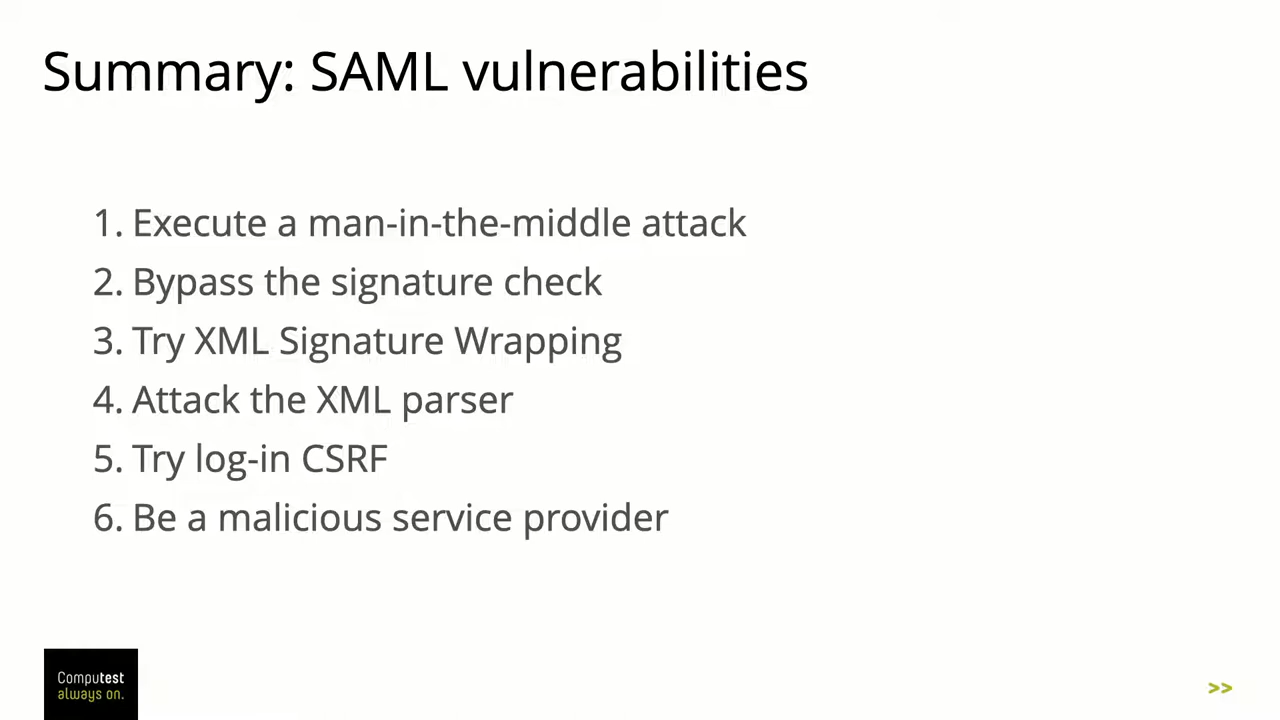 Summary: SAML vulnerabilities
1. Execute a man-in-the-middle attack
2. Bypass the signature check
3. Try XML Signature Wrapping
4. Attack the XML parser
5. Try log-in CSRF
6. Be a malicious service provider
Computest
always on.
>>